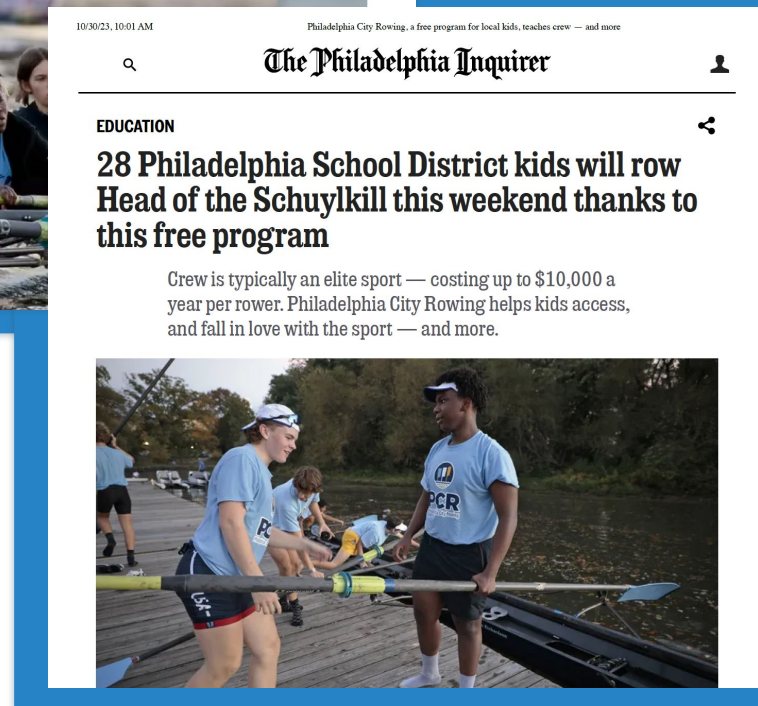 10/30/23, 10:01 AM Philadelphia City Rowing, a free program for local kids, teaches crew — and more
The Philadelphia Inquirer
EDUCATION
28 Philadelphia School District kids will row
Head of the Schuylkill this weekend thanks to
this free program
Crew is typically an elite sport — costing up to $10,000 a
year per rower. Philadelphia City Rowing helps kids access,
and fall in love with the sport — and more.
PCR
PCR
USA